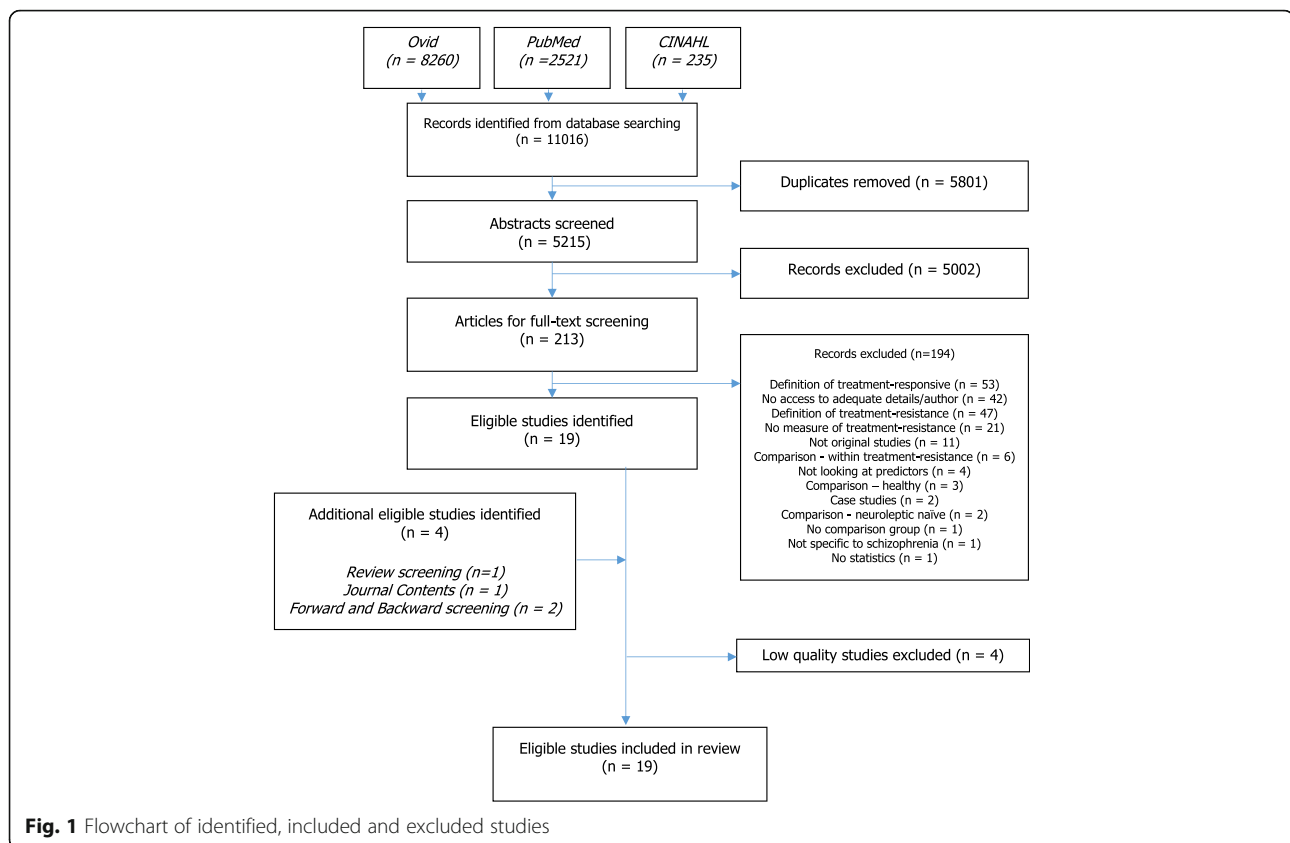 Ovid
(n = 8260)
PubMed
(n =2521)
CINAHL
(n = 235)
Records identified from database searching
(n = 11016)
Duplicates removed (n = 5801)
Abstracts screened
(n = 5215)
Records excluded (n = 5002)
Articles for full-text screening
(n = 213)
Records excluded (n=194)
Definition of treatment-responsive (n = 53)
No access to adequate details/author (n = 42)
Definition of treatment-resistance (n = 47)
No measure of treatment-resistance (n = 21)
Not original studies (n = 11)
Comparison - within treatment-resistance (n = 6)
Not looking at predictors (n = 4)
Comparison – healthy (n = 3)
Case studies (n = 2)
Comparison - neuroleptic naïve (n = 2)
No comparison group (n = 1)
Not specific to schizophrenia (n = 1)
No statistics (n = 1)
Eligible studies identified
(n = 19)
Additional eligible studies identified
(n = 4)
Review screening (n=1)
Journal Contents (n = 1)
Forward and Backward screening (n = 2)
Low quality studies excluded (n = 4)
Eligible studies included in review
(n = 19)
Fig. 1 Flowchart of identified, included and excluded studies